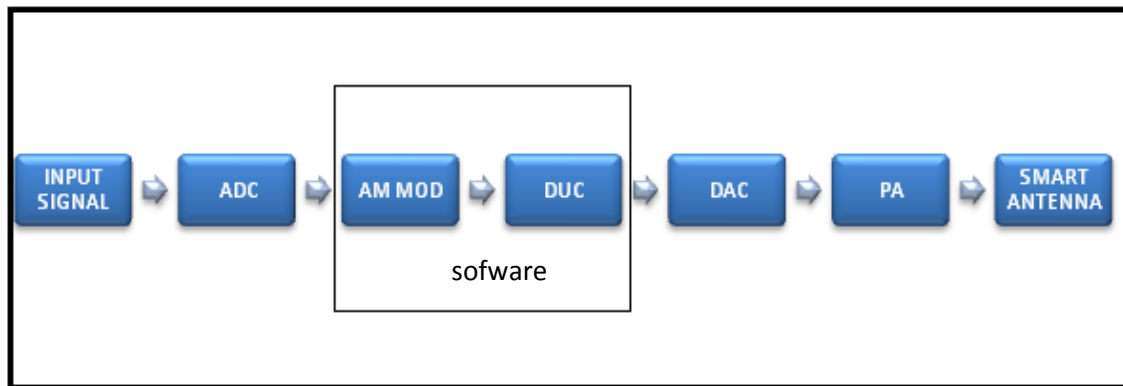 INPUT
SIGNAL
ADC
AM MOD
DUC
DAC
PA
SMART
ANTENNA
sofware